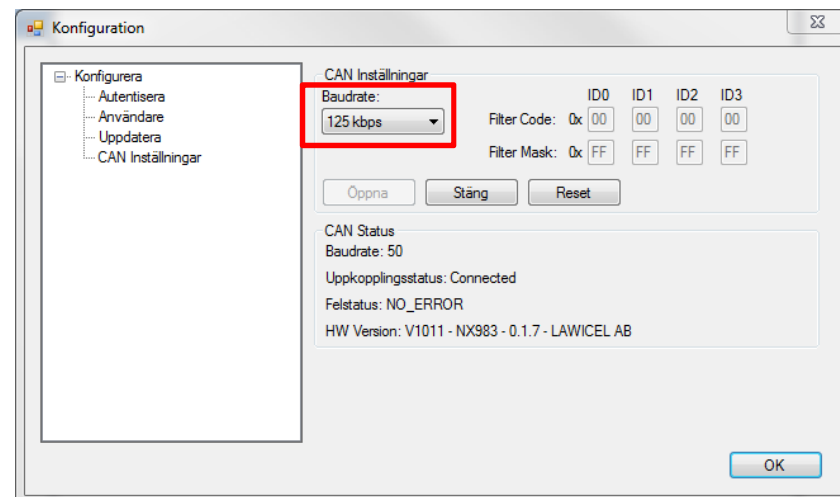 Konfiguration
Konfigurera
Autentisera
Användare
Uppdatera
CAN Inställningar
CAN Inställningar
Baudrate:
125 kbps
ID0 ID1 ID2 ID3
Filter Code: 0x 00 00 00 00
Filter Mask: 0x FF FF FF FF
Öppna Stäng Reset
CAN Status
Baudrate: 50
Uppkopplingsstatus: Connected
Felstatus: NO_ERROR
HW Version: V1011 - NX983 - 0.1.7 - LAWICEL AB
OK